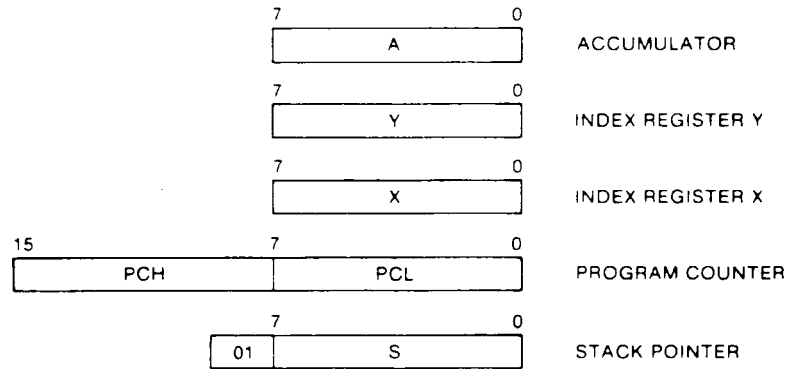 7 0
A ACCUMULATOR
7 0
Y INDEX REGISTER Y
7 0
X INDEX REGISTER X
15 7 0
PCH PCL PROGRAM COUNTER
7 0
01 S STACK POINTER